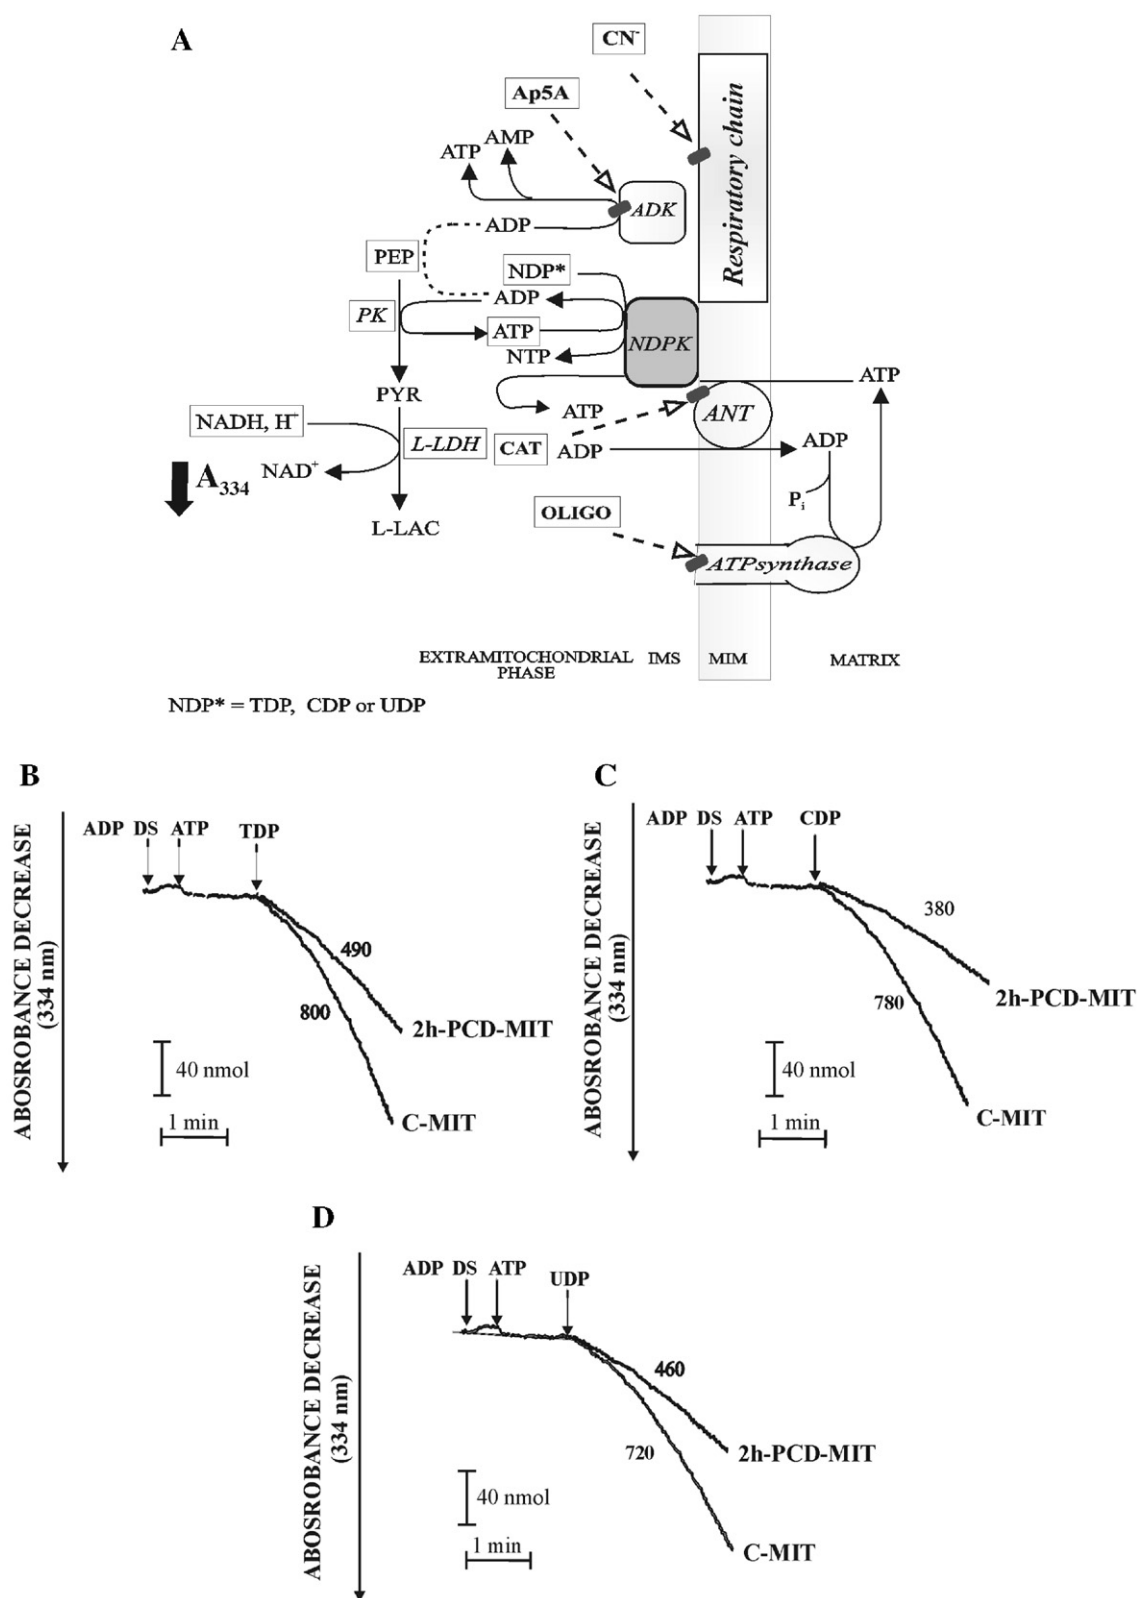 A
CN⁻
Ap5A
Respiratory chain
ATP AMP
ADK
ADP
PEP
NDP*
ADP
PK
ATP
NDPK
NTP
PYR
ATP
ATP
ANT
NADH, H⁺
L-LDH
CAT
ADP
ADP
NAD⁺
A₃₃₄
Pᵢ
L-LAC
OLIGO
ATPsynthase
EXTRAMITOCHONDRIAL PHASE
IMS
MIM
MATRIX
NDP* = TDP, CDP or UDP
B
ABOSROBANCE DECREASE
(334 nm)
ADP DS ATP TDP
490
800
2h-PCD-MIT
40 nmol
1 min
C-MIT
C
ABOSROBANCE DECREASE
(334 nm)
ADP DS ATP CDP
380
780
2h-PCD-MIT
40 nmol
1 min
C-MIT
D
ABOSROBANCE DECREASE
(334 nm)
ADP DS ATP UDP
460
720
2h-PCD-MIT
40 nmol
1 min
C-MIT